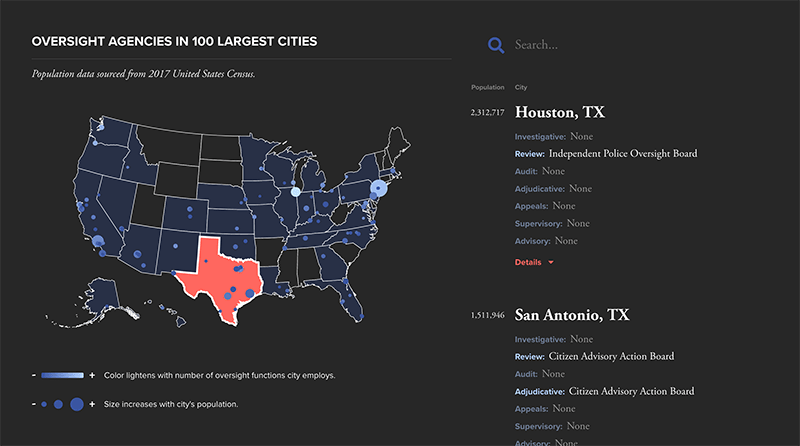 OVERSIGHT AGENCIES IN 100 LARGEST CITIES
Population data sourced from 2017 United States Census.
- + Color lightens with number of oversight functions city employs.
- + Size increases with city's population.
Search...
Population City
2,312,717 Houston, TX
Investigative: None
Review: Independent Police Oversight Board
Audit: None
Adjudicative: None
Appeals: None
Supervisory: None
Advisory: None
Details
1,511,946 San Antonio, TX
Investigative: None
Review: Citizen Advisory Action Board
Audit: None
Adjudicative: Citizen Advisory Action Board
Appeals: None
Supervisory: None
Advisory: None